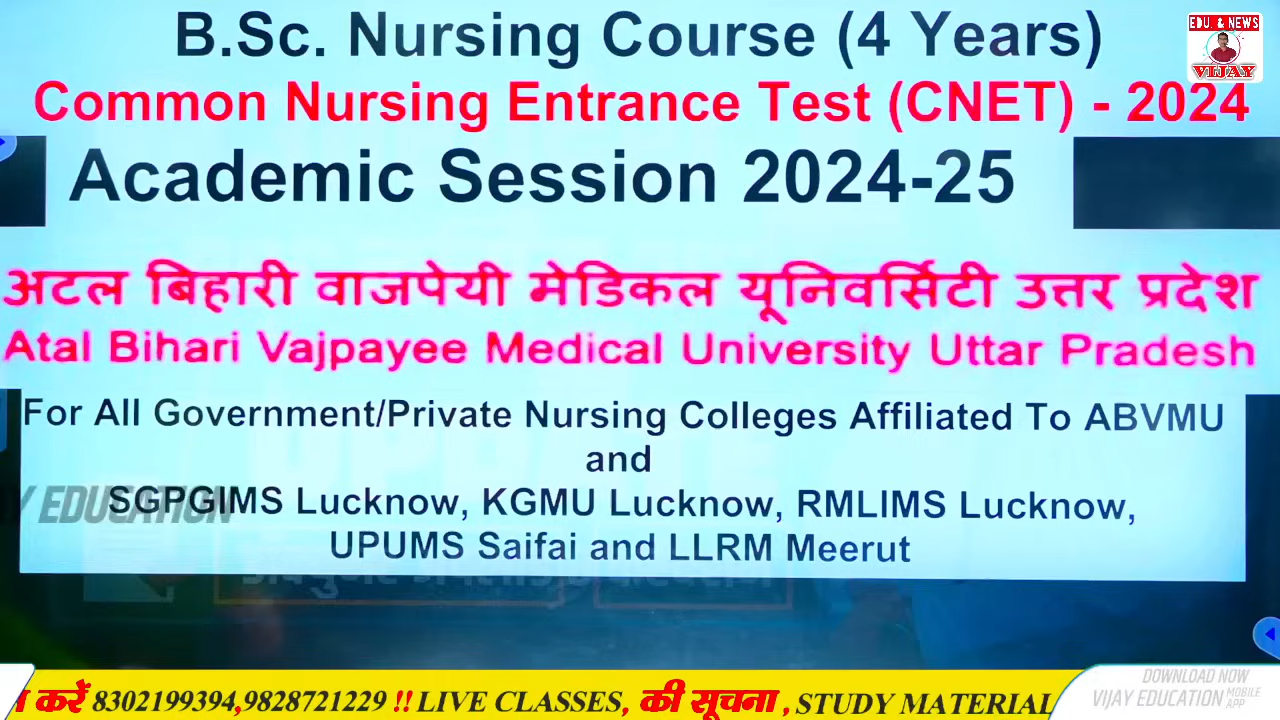 B.Sc. Nursing Course (4 Years)
EDU. & NEWS
VIJAY
Common Nursing Entrance Test (CNET) - 2024
Academic Session 2024-25
अटल बिहारी वाजपेयी मेडिकल यूनिवर्सिटी उत्तर प्रदेश
Atal Bihari Vajpayee Medical University Uttar Pradesh
For All Government/Private Nursing Colleges Affiliated To ABVMU
and
SGPGIMS Lucknow, KGMU Lucknow, RMLIMS Lucknow,
Y EDUCATION
UPUMS Saifai and LLRM Meerut
करें 8302199394,9828721229 !! LIVE CLASSES, की सूचना , STUDY MATERIAL
DOWNLOAD NOW
VIJAY EDUCATION MOBILE APP